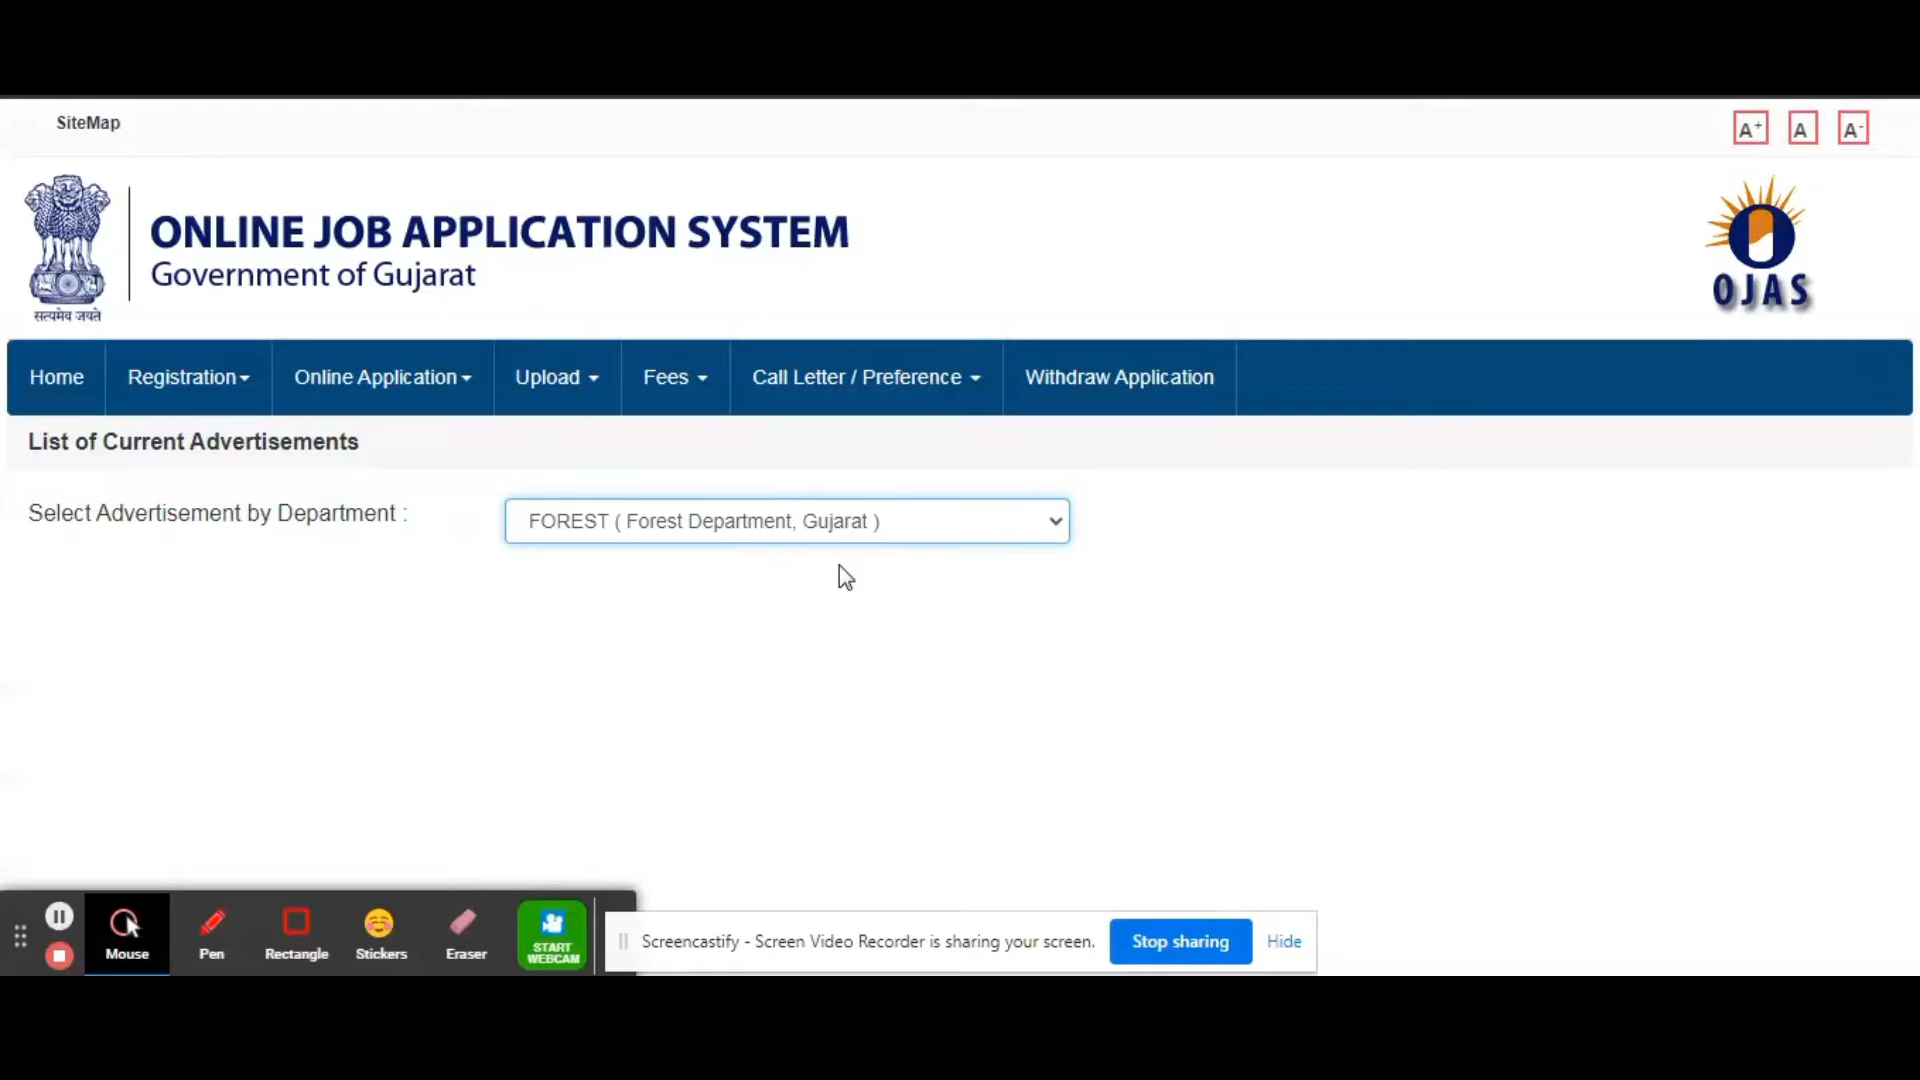 SiteMap
A+ A A-
ONLINE JOB APPLICATION SYSTEM
Government of Gujarat
सत्यमेव जयते
OJAS
Home Registration Online Application Upload Fees Call Letter / Preference Withdraw Application
List of Current Advertisements
Select Advertisement by Department :
FOREST ( Forest Department, Gujarat )
Mouse Pen Rectangle Stickers Eraser START WEBCAM
Screencastify - Screen Video Recorder is sharing your screen. Stop sharing Hide